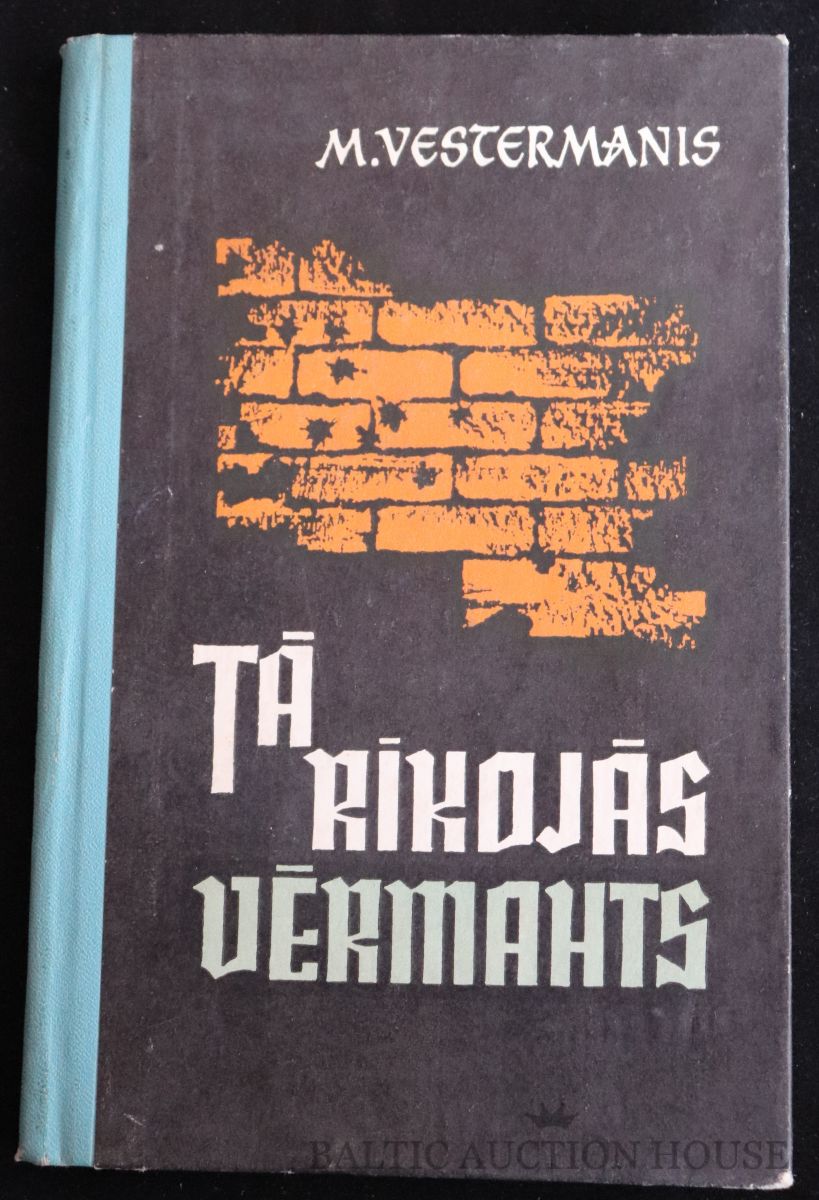 M. VESTERMANIS
TĀ
RĪKOJĀS
VĒRMAHTS
BALTIC AUCTION HOUSE